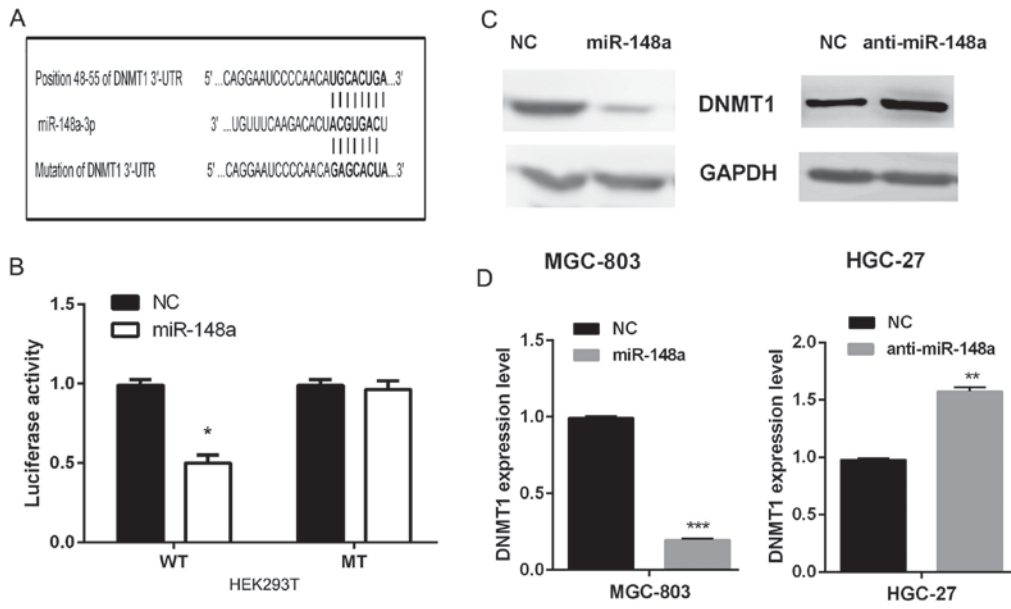 A
Position 48-55 of DNMT1 3'-UTR 5' ...CAGGAAUCCCCAACAUGCACUGA...3'
miR-148a-3p 3' ...UGUUUCAAGACACUACGUGACU
Mutation of DNMT1 3'-UTR 5' ...CAGGAAUCCCCAACAGAGCACUA...3'
B
NC
miR-148a
Luciferase activity
1.5
1.0
0.5
0.0
*
WT MT
HEK293T
C
NC miR-148a NC anti-miR-148a
DNMT1
GAPDH
MGC-803 HGC-27
D
NC
miR-148a
DNMT1 expression level
1.5
1.0
0.5
0.0
***
MGC-803
NC
anti-miR-148a
DNMT1 expression level
2.0
1.5
1.0
0.5
0.0
**
HGC-27